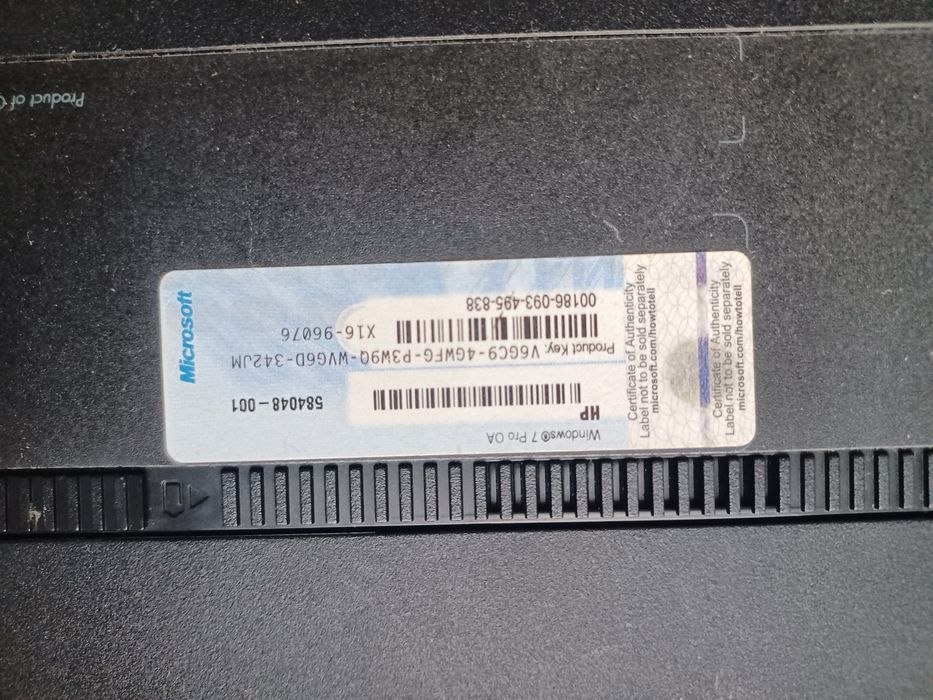 Windows® 7 Pro OA
HP
584048-001
Product Key: V6GC9-4GMFG-P3W9Q-WVG6D-342JM
X16-96076
00186-093-495-838
Microsoft
Certificate of Authenticity
Label not to be sold separately
microsoft.com/howtotell
Certificate of Authenticity
Label not to be sold separately
microsoft.com/howtotell
Product of